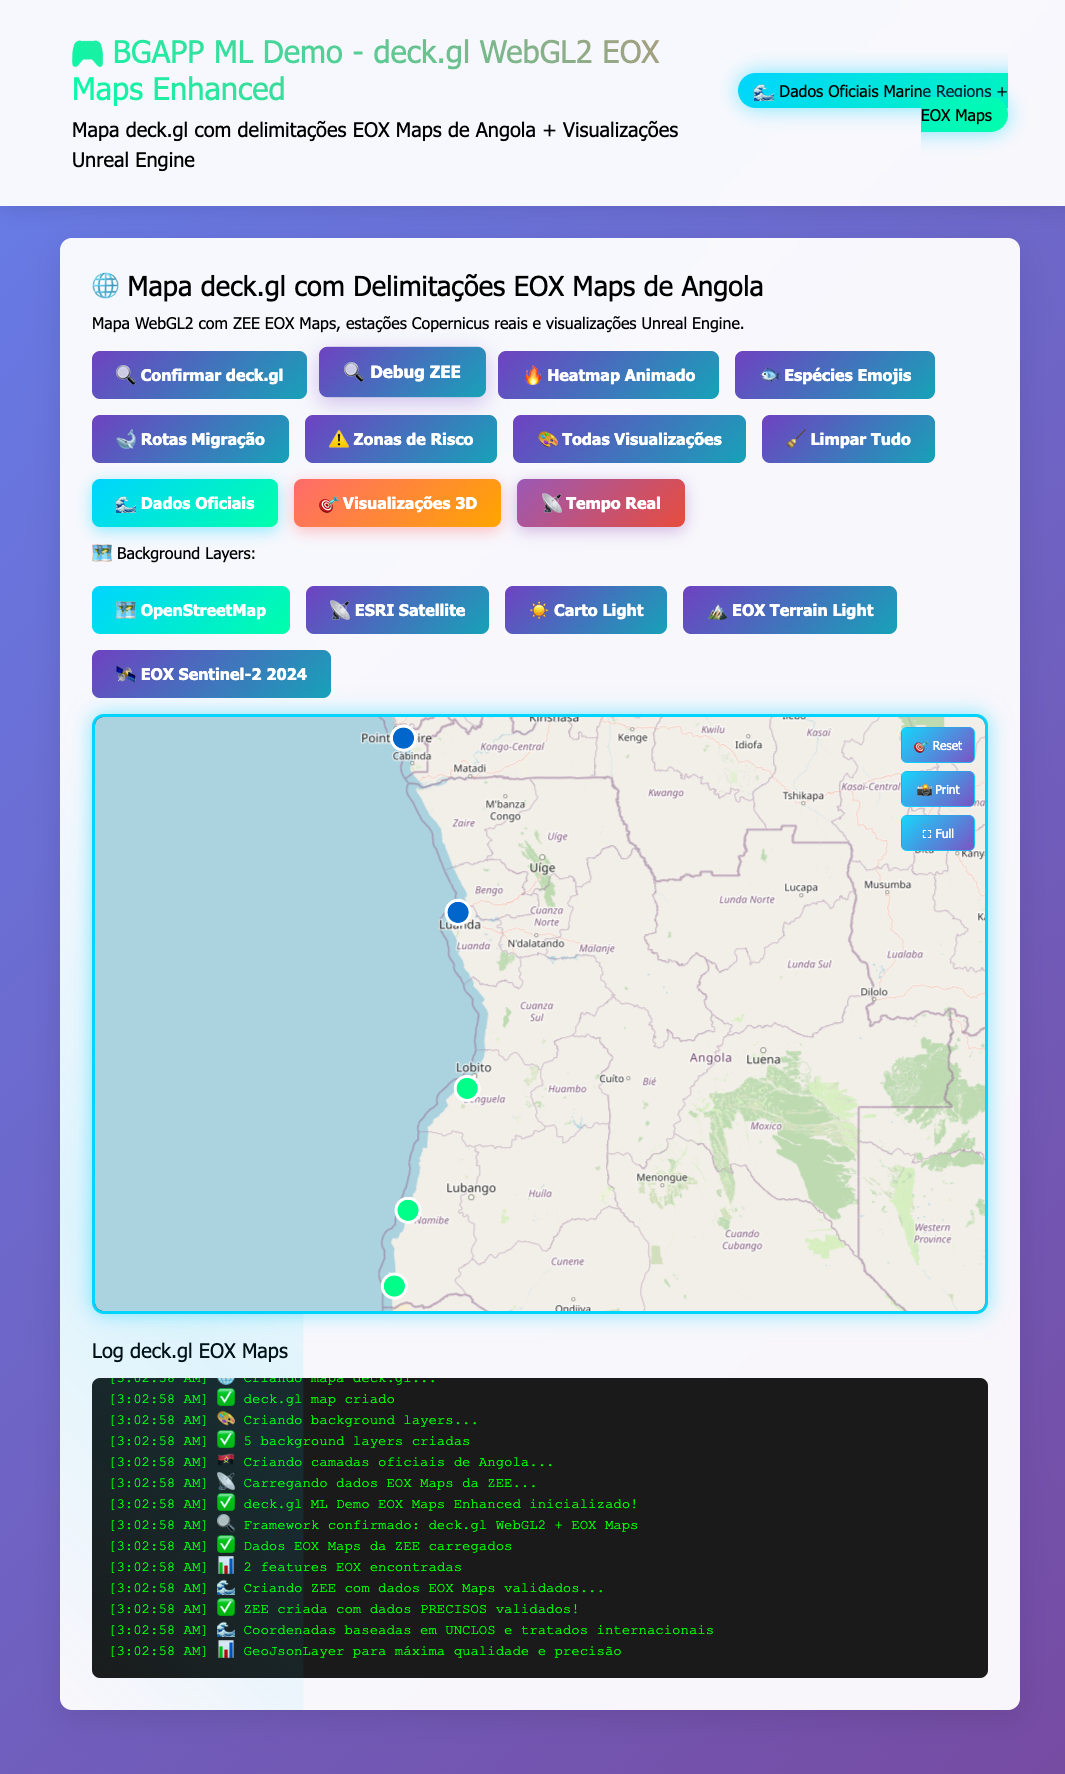 🎮 BGAPP ML Demo - deck.gl WebGL2 EOX
Maps Enhanced
Mapa deck.gl com delimitações EOX Maps de Angola + Visualizações
Unreal Engine
🌊 Dados Oficiais Marine Regions +
EOX Maps
🌐 Mapa deck.gl com Delimitações EOX Maps de Angola
Mapa WebGL2 com ZEE EOX Maps, estações Copernicus reais e visualizações Unreal Engine.
🔍 Confirmar deck.gl
🔍 Debug ZEE
🔥 Heatmap Animado
🐟 Espécies Emojis
🐋 Rotas Migração
⚠️ Zonas de Risco
🎨 Todas Visualizações
🧹 Limpar Tudo
🌊 Dados Oficiais
🎯 Visualizações 3D
📡 Tempo Real
🗺️ Background Layers:
🗺️ OpenStreetMap
📡 ESRI Satellite
☀️ Carto Light
⛰️ EOX Terrain Light
🛰️ EOX Sentinel-2 2024
Kinshasa
Kenge
Kwilu
Idiofa
Kasai
🎯 Reset
Cabinda
Kongo-Central
Matadi
Kwango
Tshikapa
Kasai-Central
📸 Print
M'banza
Congo
Zaire
Uíge
Uíge
⛶ Full
Bengo
Lucapa
Musumba
Luanda
Cuanza
Norte
Lunda Norte
Luanda
N'dalatando
Malanje
Lunda Sul
Lualaba
Dilolo
Cuanza
Sul
Lobito
Angola
Luena
Huambo
Cuito
Bié
Moxico
Lubango
Huíla
Menongue
Namibe
Cuando
Cubango
Western
Province
Cunene
Ondjiva
Log deck.gl EOX Maps
[3:02:58 AM] 🌐 Criando mapa deck.gl...
[3:02:58 AM] ✅ deck.gl map criado
[3:02:58 AM] 🎨 Criando background layers...
[3:02:58 AM] ✅ 5 background layers criadas
[3:02:58 AM] 🇦🇴 Criando camadas oficiais de Angola...
[3:02:58 AM] 📡 Carregando dados EOX Maps da ZEE...
[3:02:58 AM] ✅ deck.gl ML Demo EOX Maps Enhanced inicializado!
[3:02:58 AM] 🔍 Framework confirmado: deck.gl WebGL2 + EOX Maps
[3:02:58 AM] ✅ Dados EOX Maps da ZEE carregados
[3:02:58 AM] 📊 2 features EOX encontradas
[3:02:58 AM] 🌊 Criando ZEE com dados EOX Maps validados...
[3:02:58 AM] ✅ ZEE criada com dados PRECISOS validados!
[3:02:58 AM] 🌊 Coordenadas baseadas em UNCLOS e tratados internacionais
[3:02:58 AM] 📊 GeoJsonLayer para máxima qualidade e precisão